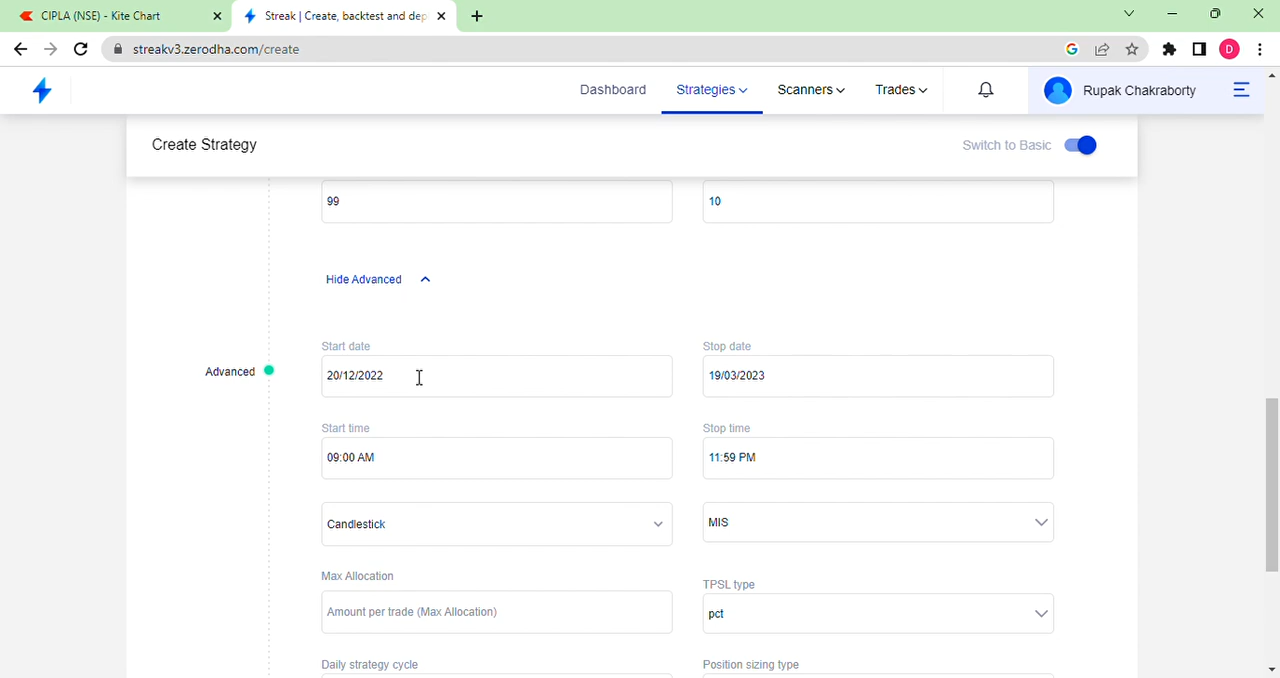 CIPLA (NSE) - Kite Chart
Streak | Create, backtest and dep
streakv3.zerodha.com/create
D
Dashboard
Strategies
Scanners
Trades
Rupak Chakraborty
Create Strategy
Switch to Basic
99
10
Hide Advanced
Start date
Stop date
Advanced
20/12/2022
19/03/2023
Start time
Stop time
09:00 AM
11:59 PM
Candlestick
MIS
Max Allocation
TPSL type
Amount per trade (Max Allocation)
pct
Daily strategy cycle
Position sizing type